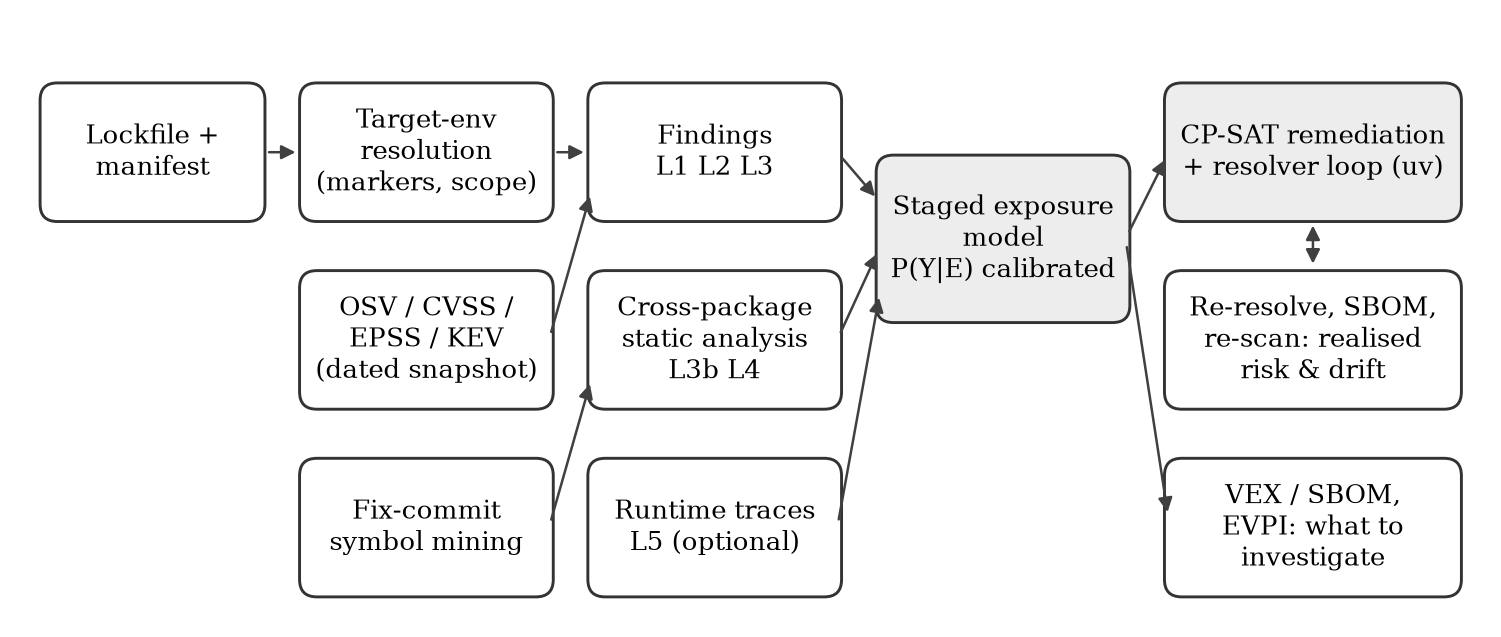 Lockfile +
manifest
Target-env
resolution
(markers, scope)
Findings
L1 L2 L3
OSV / CVSS /
EPSS / KEV
(dated snapshot)
Cross-package
static analysis
L3b L4
Fix-commit
symbol mining
Runtime traces
L5 (optional)
Staged exposure
model
P(Y|E) calibrated
CP-SAT remediation
+ resolver loop (uv)
Re-resolve, SBOM,
re-scan: realised
risk & drift
VEX / SBOM,
EVPI: what to
investigate